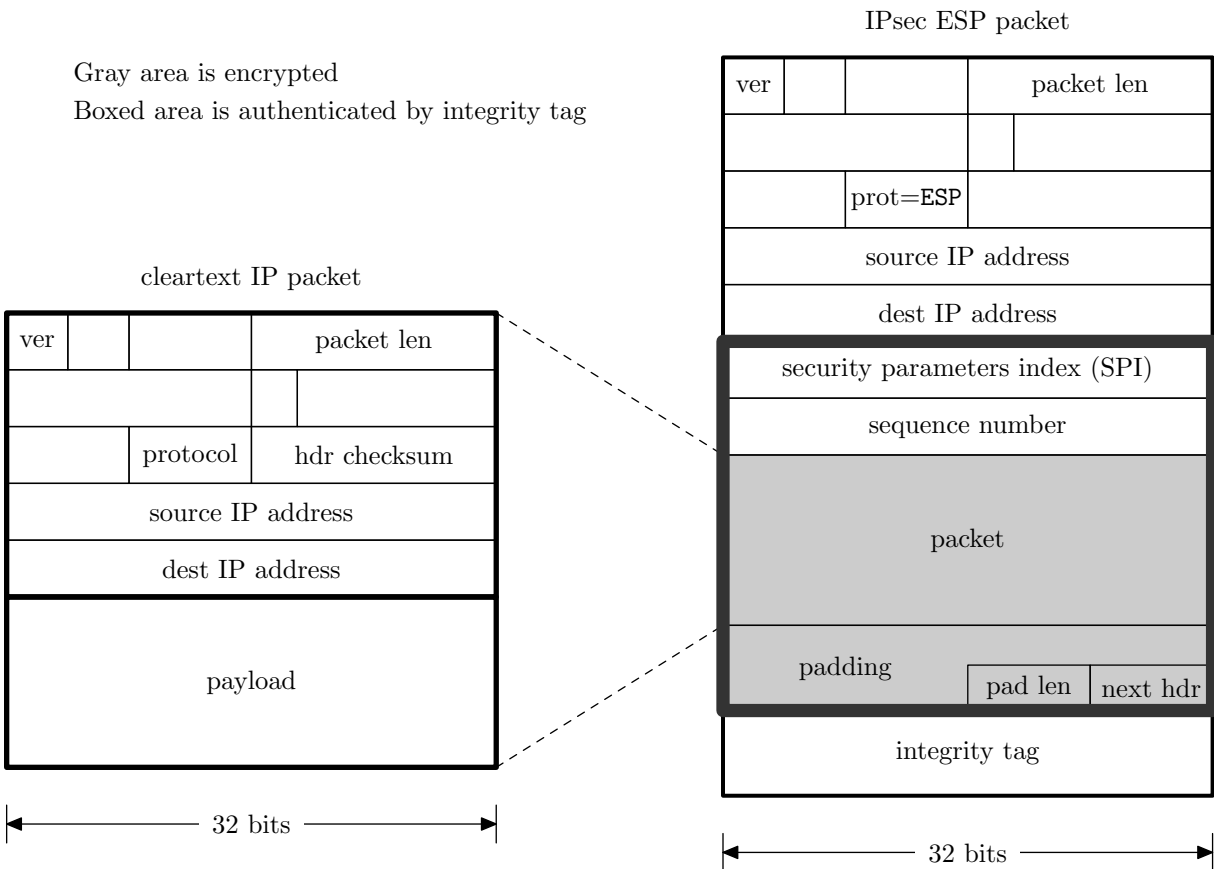 IPsec ESP packet
Gray area is encrypted
Boxed area is authenticated by integrity tag
ver packet len
prot=ESP
source IP address
dest IP address
security parameters index (SPI)
sequence number
packet
padding
pad len next hdr
integrity tag
32 bits
cleartext IP packet
ver packet len
protocol hdr checksum
source IP address
dest IP address
payload
32 bits